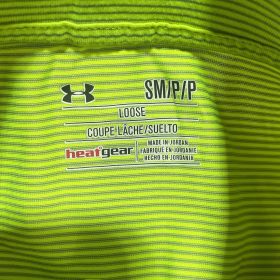 SM/P/P
LOOSE
COUPE LÂCHE/SUELTO
heatgear
MADE IN JORDAN
FABRIQUÉ EN JORDANIE
HECHO EN JORDANIA